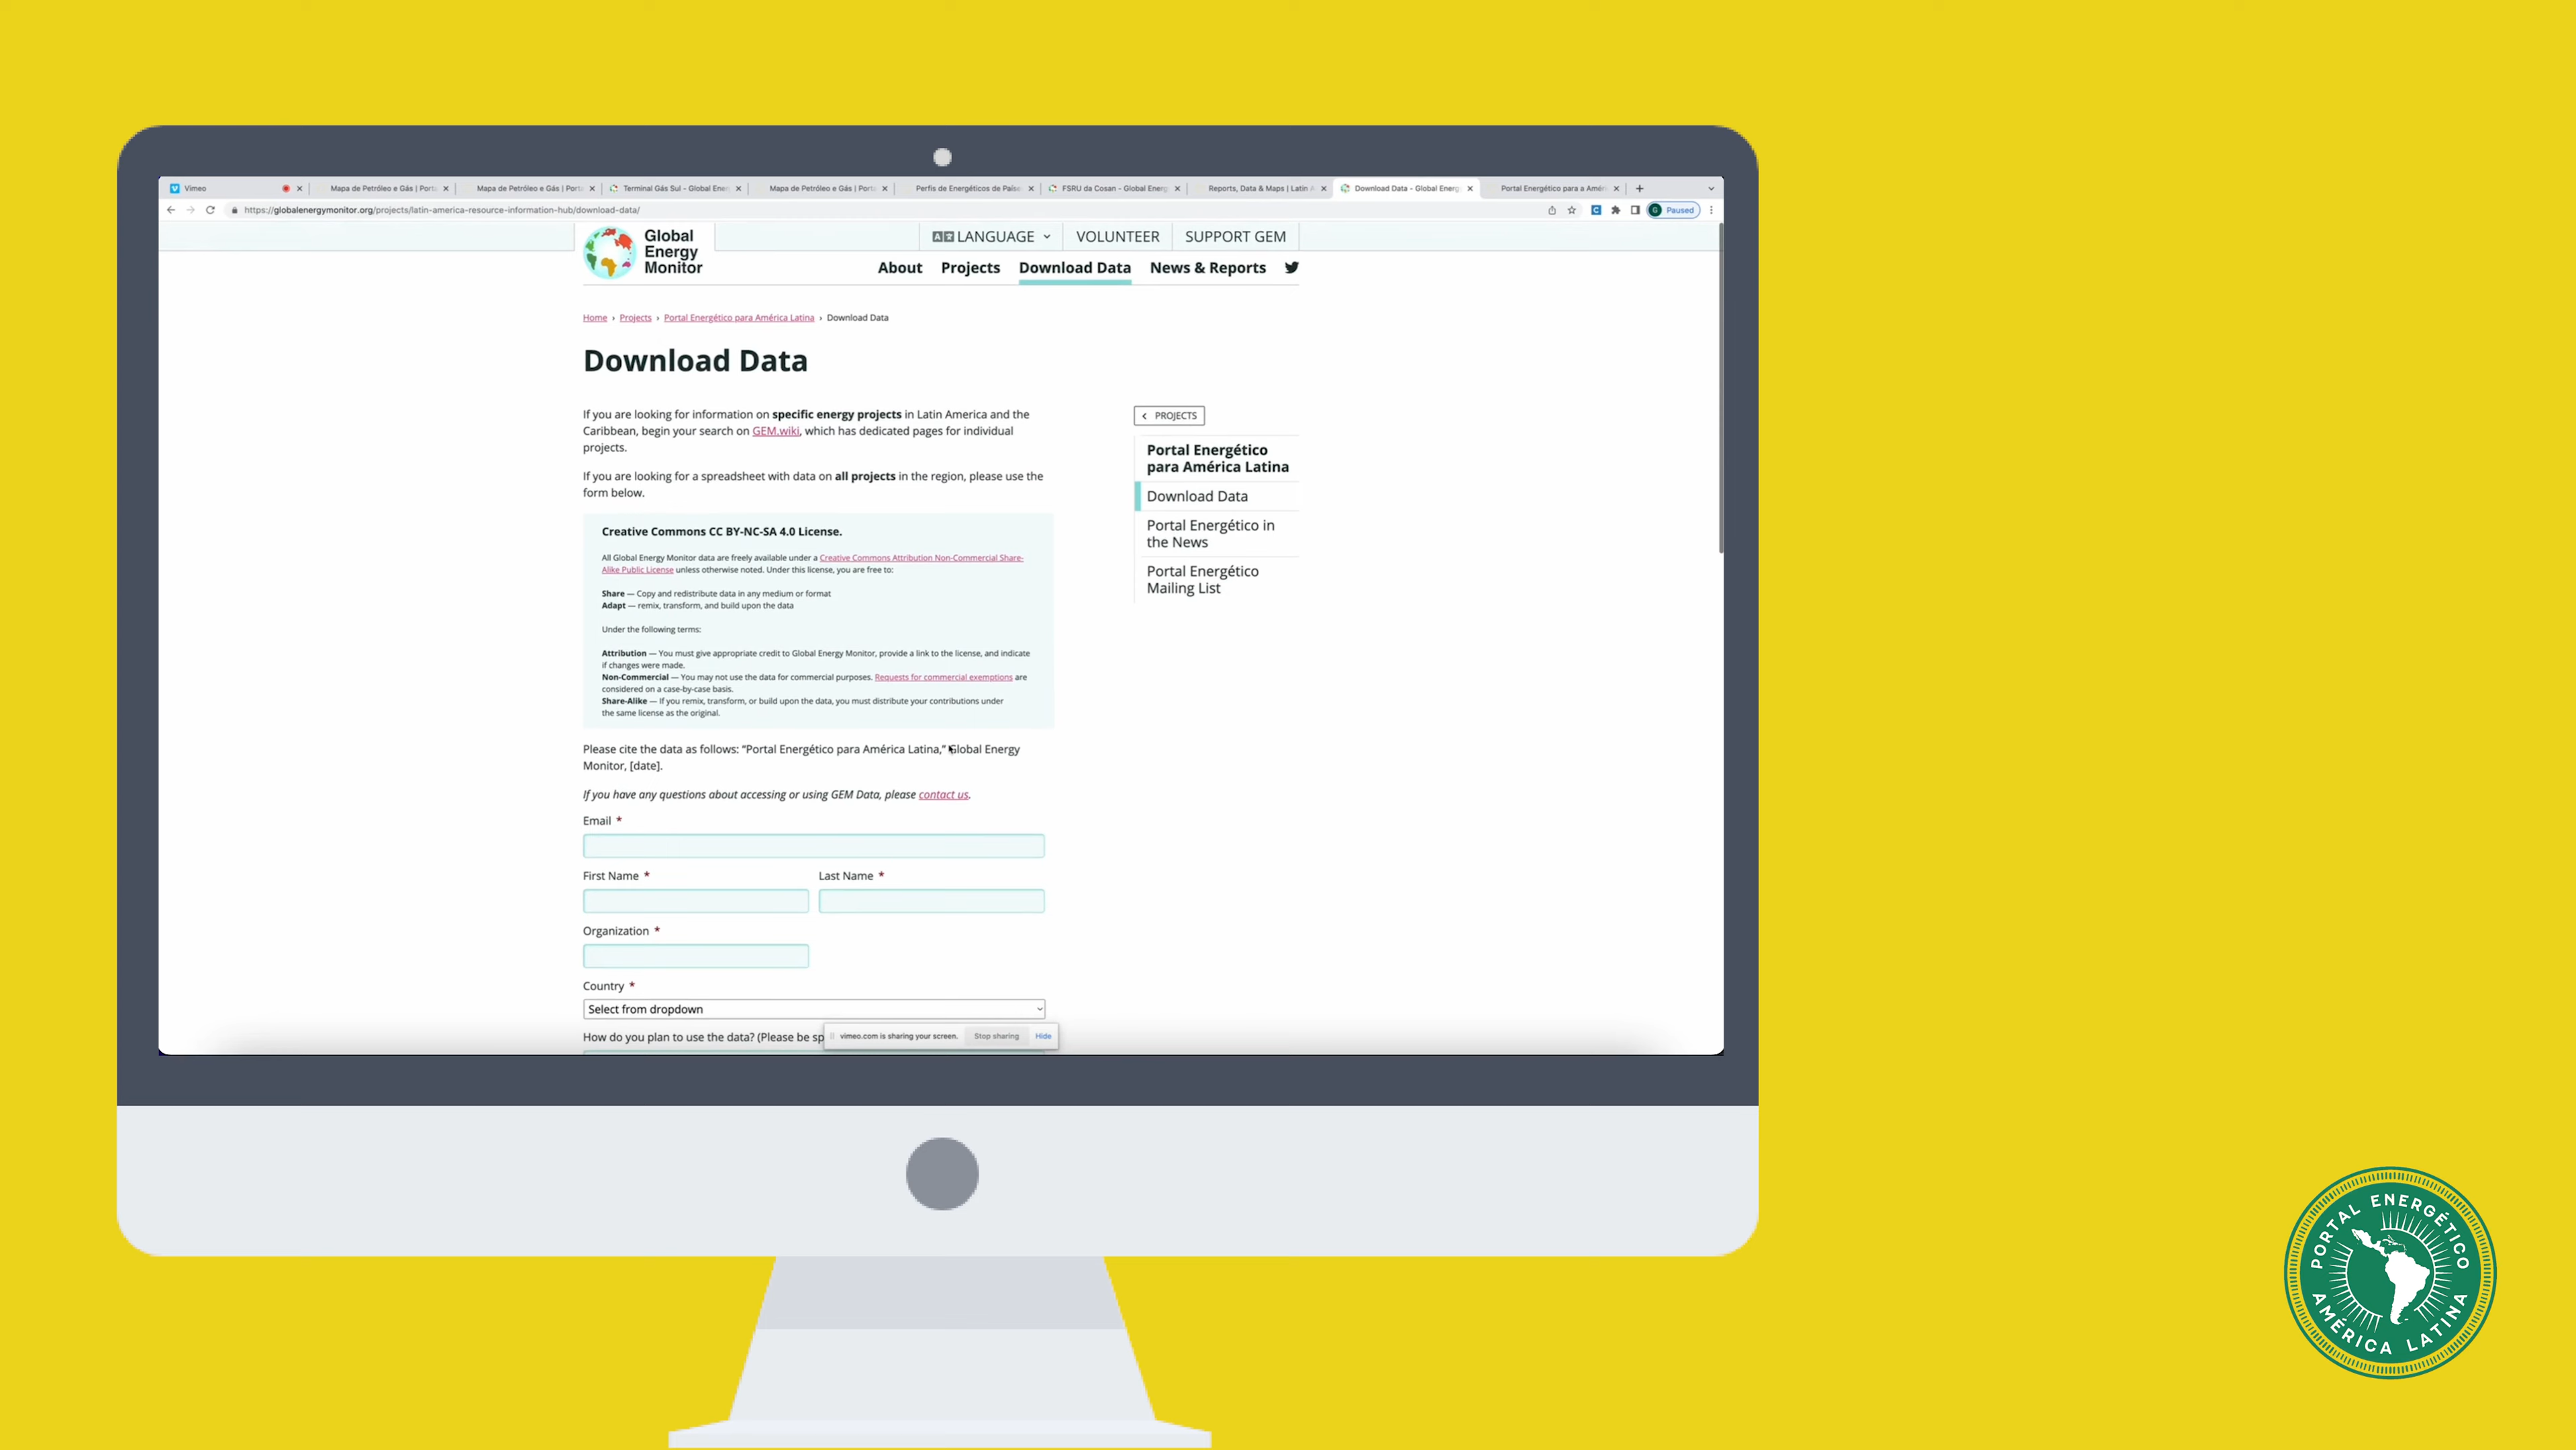 Vimeo
Mapa de Petróleo e Gás | Porta
Mapa de Petróleo e Gás | Porta
Terminal Gás Sul - Global Ener
Mapa de Petróleo e Gás | Porta
Perfis de Energéticos de Paíse
FSRU da Cosan - Global Energ
Reports, Data & Maps | Latin A
Download Data - Global Energ
Portal Energético para a Améri
https://globalenergymonitor.org/projects/latin-america-resource-information-hub/download-data/
G Paused
Global
Energy
Monitor
LANGUAGE
VOLUNTEER
SUPPORT GEM
About
Projects
Download Data
News & Reports
Home › Projects › Portal Energético para América Latina › Download Data
Download Data
If you are looking for information on specific energy projects in Latin America and the
Caribbean, begin your search on GEM.wiki, which has dedicated pages for individual
projects.
If you are looking for a spreadsheet with data on all projects in the region, please use the
form below.
Creative Commons CC BY-NC-SA 4.0 License.
All Global Energy Monitor data are freely available under a Creative Commons Attribution Non-Commercial Share-
Alike Public License unless otherwise noted. Under this license, you are free to:
Share — Copy and redistribute data in any medium or format
Adapt — remix, transform, and build upon the data
Under the following terms:
Attribution — You must give appropriate credit to Global Energy Monitor, provide a link to the license, and indicate
if changes were made.
Non-Commercial — You may not use the data for commercial purposes. Requests for commercial exemptions are
considered on a case-by-case basis.
Share-Alike — If you remix, transform, or build upon the data, you must distribute your contributions under
the same license as the original.
Please cite the data as follows: “Portal Energético para América Latina,” Global Energy
Monitor, [date].
If you have any questions about accessing or using GEM Data, please contact us.
Email *
First Name *
Last Name *
Organization *
Country *
Select from dropdown
How do you plan to use the data? (Please be sp
vimeo.com is sharing your screen.
Stop sharing
Hide
PROJECTS
Portal Energético
para América Latina
Download Data
Portal Energético in
the News
Portal Energético
Mailing List
PORTAL ENERGÉTICO
AMÉRICA LATINA